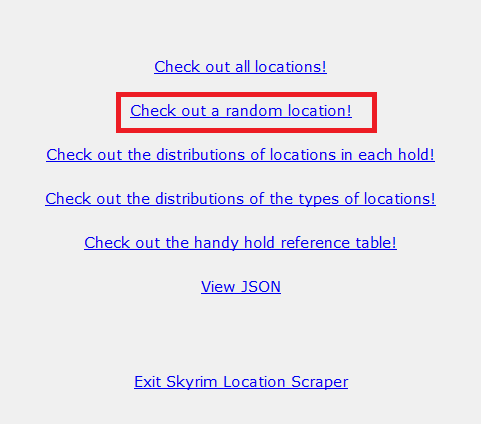 Check out all locations!
Check out a random location!
Check out the distributions of locations in each hold!
Check out the distributions of the types of locations!
Check out the handy hold reference table!
View JSON
Exit Skyrim Location Scraper